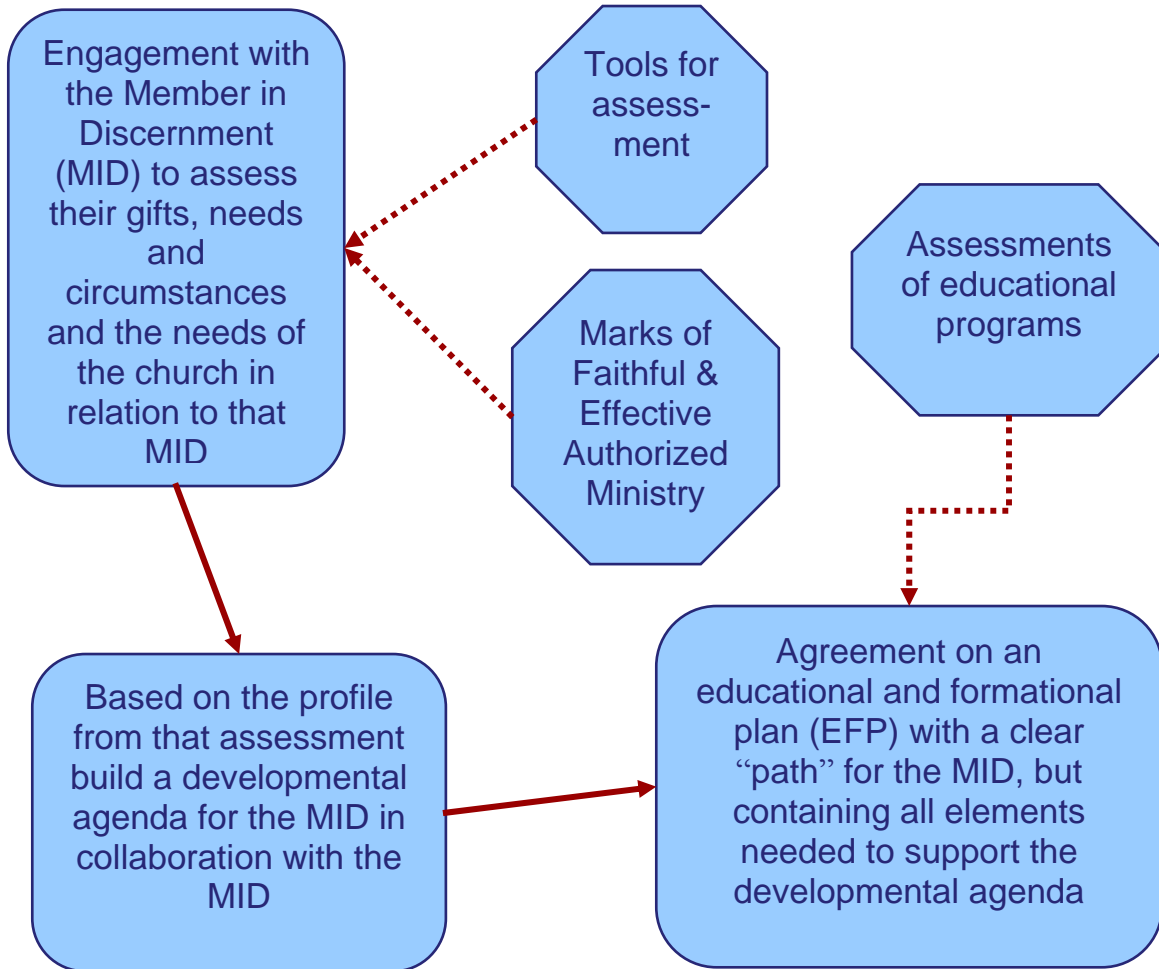 Engagement with
the Member in
Discernment
(MID) to assess
their gifts, needs
and
circumstances
and the needs of
the church in
relation to that
MID
Tools for
assess-
ment
Marks of
Faithful &
Effective
Authorized
Ministry
Assessments
of educational
programs
Based on the profile
from that assessment
build a developmental
agenda for the MID in
collaboration with the
MID
Agreement on an
educational and formational
plan (EFP) with a clear
“path” for the MID, but
containing all elements
needed to support the
developmental agenda